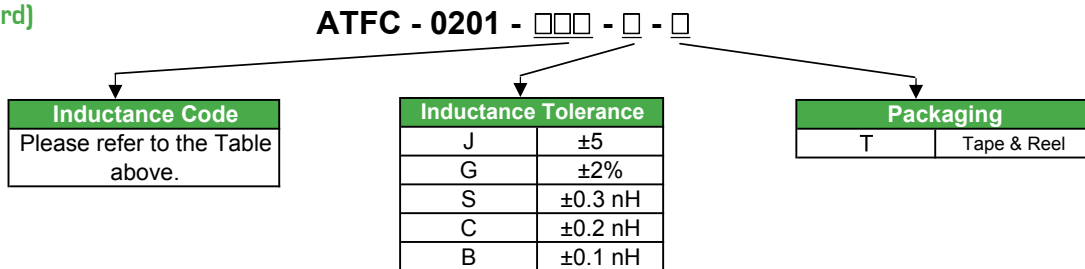 rd)
ATFC - 0201 - □□□ - □ - □
Inductance Code
Please refer to the Table
above.
Inductance Tolerance
J ±5
G ±2%
S ±0.3 nH
C ±0.2 nH
B ±0.1 nH
Packaging
T Tape & Reel